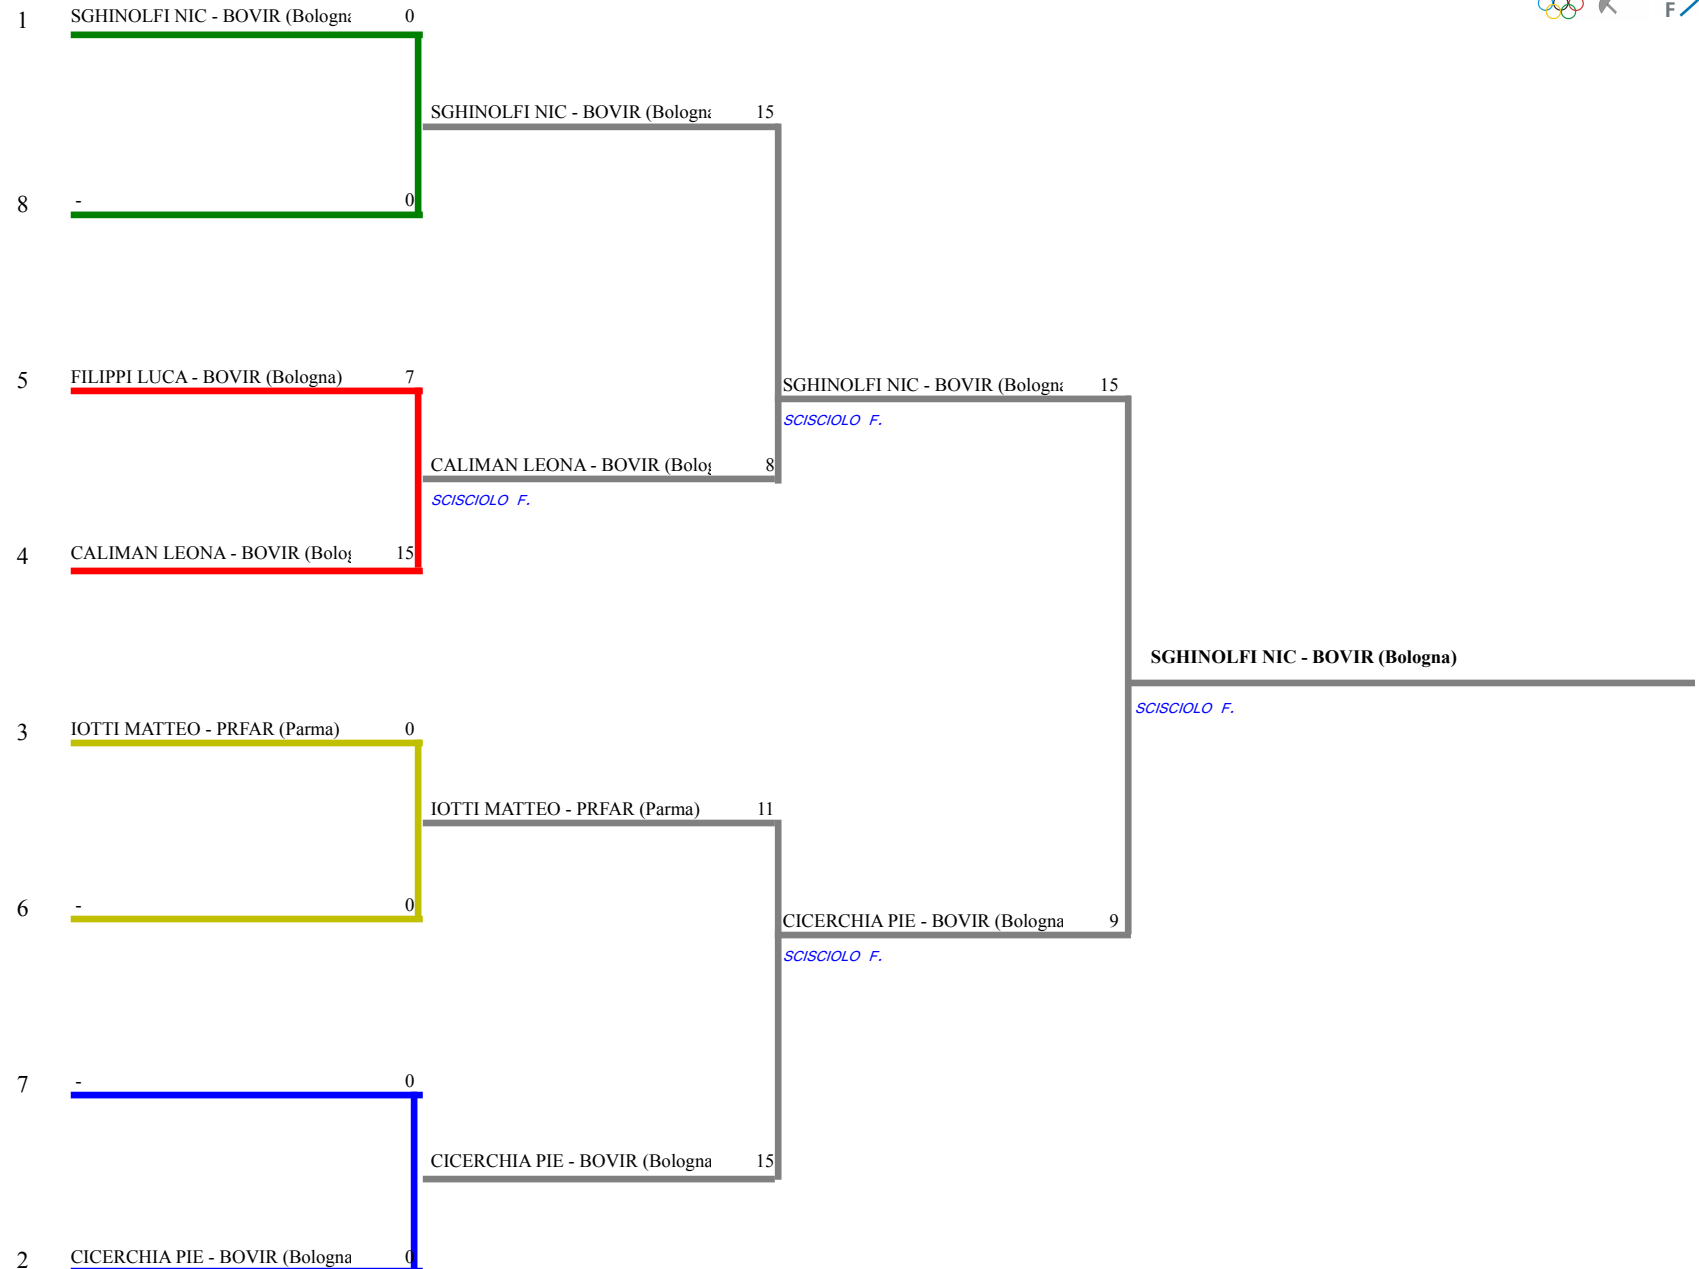 1 SGHINOLFI NIC - BOVIR (Bologna 0
SGHINOLFI NIC - BOVIR (Bologna 15
8 - 0
5 FILIPPI LUCA - BOVIR (Bologna) 7
SGHINOLFI NIC - BOVIR (Bologna 15
SCISCIOLO F.
CALIMAN LEONA - BOVIR (Bolog 8
SCISCIOLO F.
4 CALIMAN LEONA - BOVIR (Bolog 15
SGHINOLFI NIC - BOVIR (Bologna)
SCISCIOLO F.
3 IOTTI MATTEO - PRFAR (Parma) 0
IOTTI MATTEO - PRFAR (Parma) 11
6 - 0
CICERCHIA PIE - BOVIR (Bologna 9
SCISCIOLO F.
7 - 0
CICERCHIA PIE - BOVIR (Bologna 15
2 CICERCHIA PIE - BOVIR (Bologna 0
F